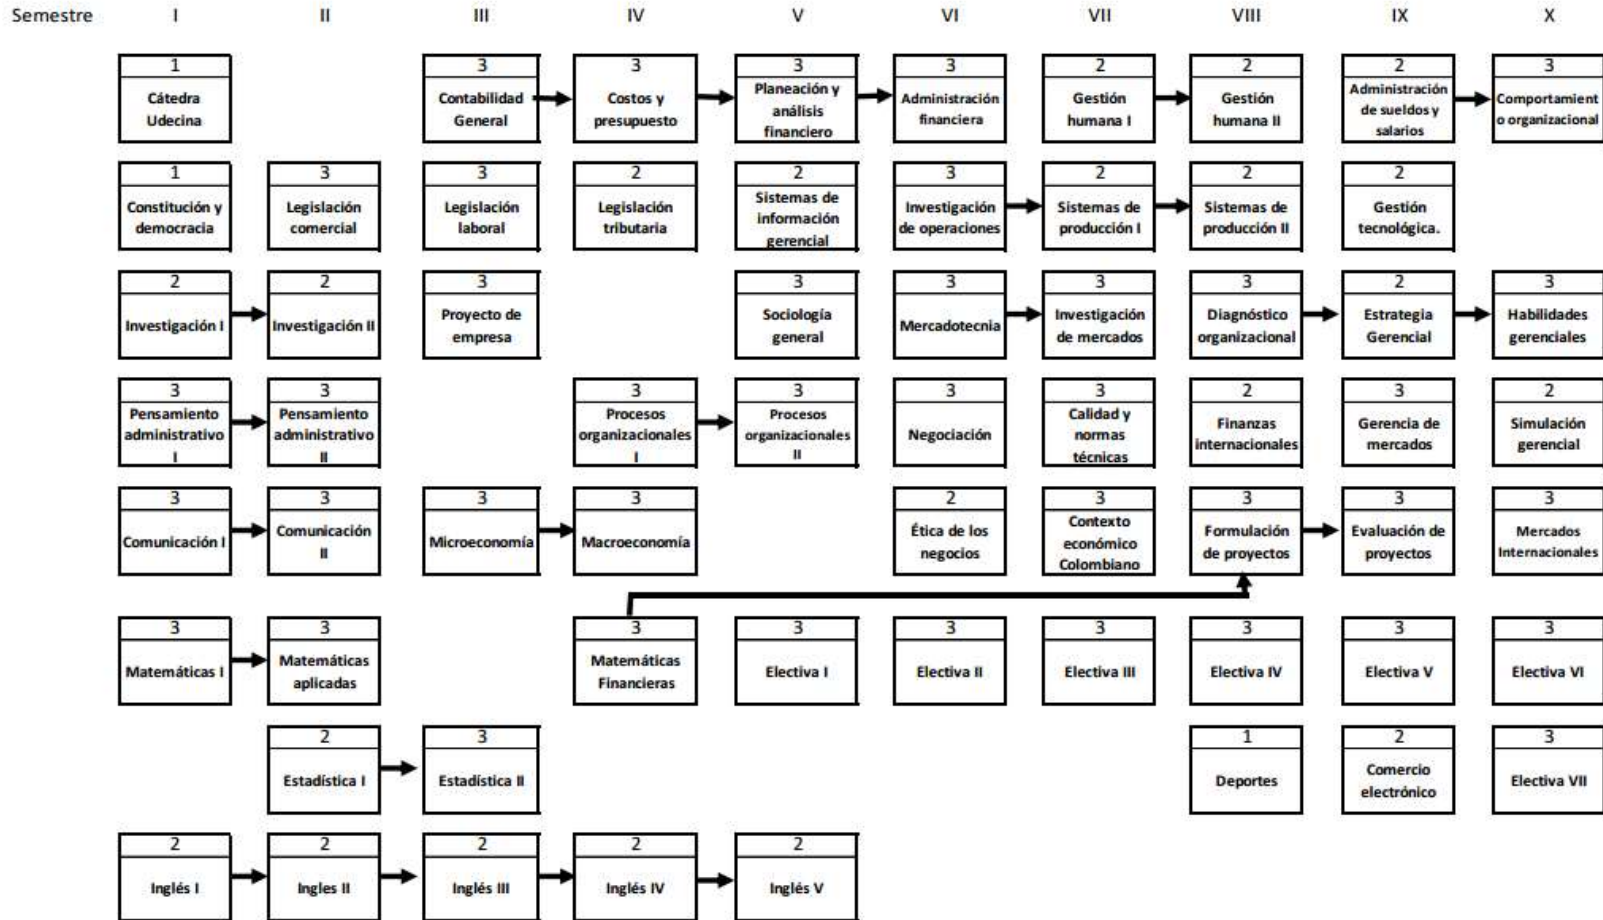 Semestre I II III IV V VI VII VIII IX X
1 3 3 3 3 2 2 2 3
Cátedra
Udecina
Contabilidad
General
Costos y
presupuesto
Planeación y
análisis
financiero
Administración
financiera
Gestión
humana I
Gestión
humana II
Administración
de sueldos y
salarios
Comportamient
o organizacional
1 3 3 2 2 3 2 2 2
Constitución y
democracia
Legislación
comercial
Legislación
laboral
Legislación
tributaria
Sistemas de
información
gerencial
Investigación
de operaciones
Sistemas de
producción I
Sistemas de
producción II
Gestión
tecnológica.
2 2 3 3 3 3 3 2 3
Investigación I
Investigación II
Proyecto de
empresa
Sociología
general
Mercadotecnia
Investigación
de mercados
Diagnóstico
organizacional
Estrategia
Gerencial
Habilidades
gerenciales
3 3 3 3 3 3 2 3 2
Pensamiento
administrativo
I
Pensamiento
administrativo
II
Procesos
organizacionales
I
Procesos
organizacionales
II
Negociación
Calidad y
normas
técnicas
Finanzas
internacionales
Gerencia de
mercados
Simulación
gerencial
3 3 3 3 2 3 3 3 3
Comunicación I
Comunicación
II
Microeconomía
Macroeconomía
Ética de los
negocios
Contexto
económico
Colombiano
Formulación
de proyectos
Evaluación de
proyectos
Mercados
Internacionales
3 3 3 3 3 3 3 3 3
Matemáticas I
Matemáticas
aplicadas
Matemáticas
Financieras
Electiva I
Electiva II
Electiva III
Electiva IV
Electiva V
Electiva VI
2 3 1 2 3
Estadística I
Estadística II
Deportes
Comercio
electrónico
Electiva VII
2 2 2 2 2
Inglés I
Ingles II
Inglés III
Inglés IV
Inglés V